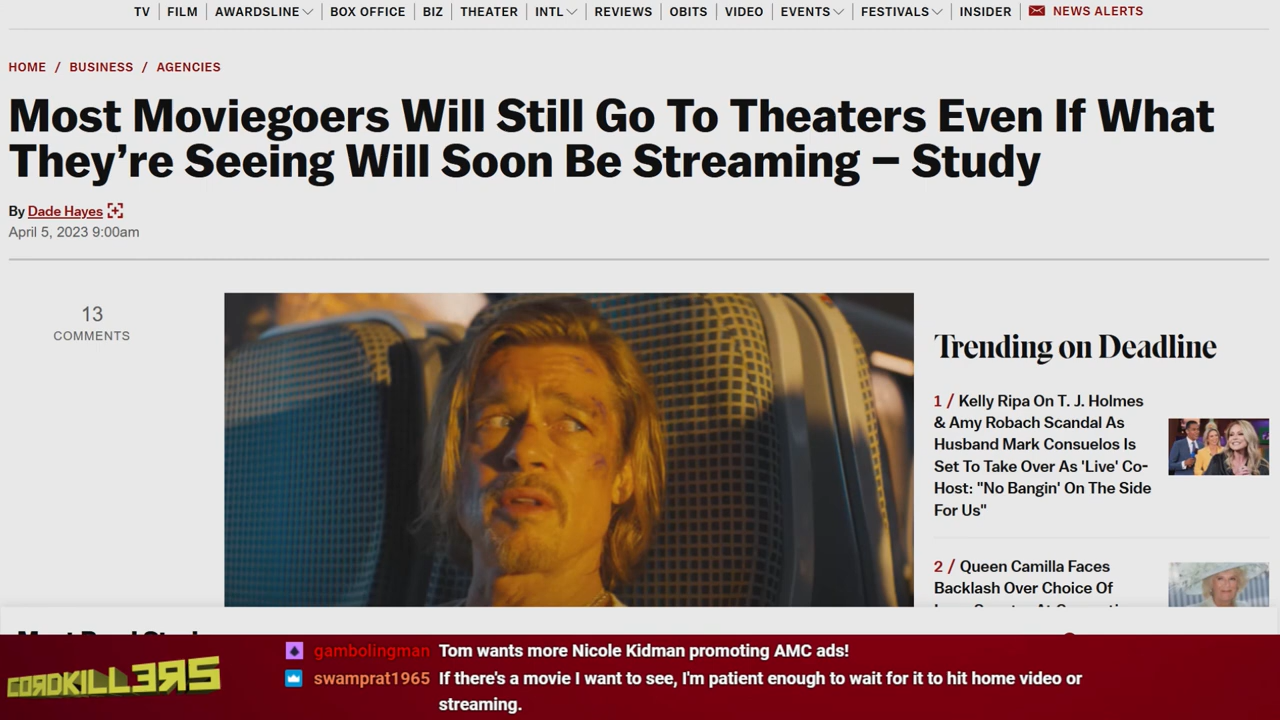 TV FILM AWARDSLINE BOX OFFICE BIZ THEATER INTL REVIEWS OBITS VIDEO EVENTS FESTIVALS INSIDER NEWS ALERTS
HOME / BUSINESS / AGENCIES
Most Moviegoers Will Still Go To Theaters Even If What
They're Seeing Will Soon Be Streaming – Study
By Dade Hayes
April 5, 2023 9:00am
13
COMMENTS
Trending on Deadline
1 / Kelly Ripa On T. J. Holmes
& Amy Robach Scandal As
Husband Mark Consuelos Is
Set To Take Over As 'Live' Co-
Host: "No Bangin' On The Side
For Us"
2 / Queen Camilla Faces
Backlash Over Choice Of
CORDKILLERS
gambolingman Tom wants more Nicole Kidman promoting AMC ads!
swamprat1965 If there's a movie I want to see, I'm patient enough to wait for it to hit home video or
streaming.